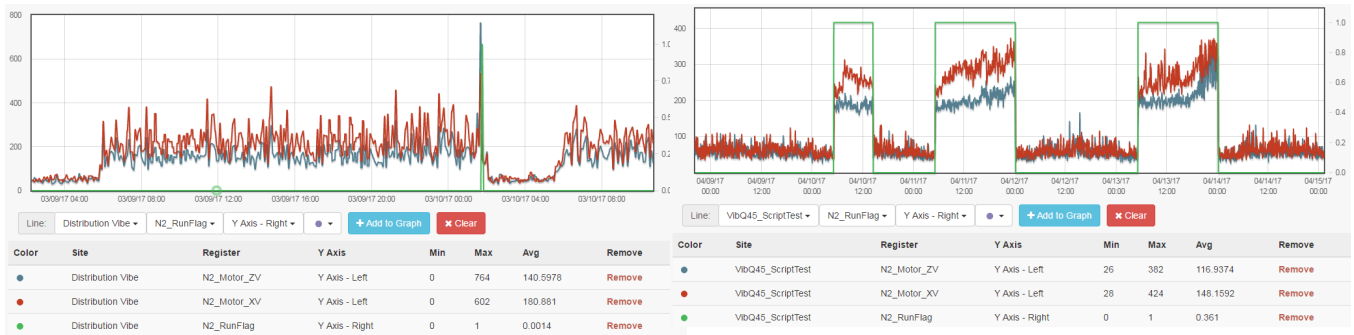 800
600
400
200
0
1.0
0.7
0.5
0.2
0.0
03/09/17 04:00 03/09/17 08:00 03/09/17 12:00 03/09/17 16:00 03/09/17 20:00 03/10/17 00:00 03/10/17 04:00 03/10/17 08:00
Line: Distribution Vibe N2_RunFlag Y Axis - Right + Add to Graph × Clear
Color Site Register Y Axis Min Max Avg Remove
Distribution Vibe N2_Motor_ZV Y Axis - Left 0 764 140.5978 Remove
Distribution Vibe N2_Motor_XV Y Axis - Left 0 602 180.881 Remove
Distribution Vibe N2_RunFlag Y Axis - Right 0 1 0.0014 Remove
400
300
200
100
1.0
0.8
0.6
0.4
0.2
0.0
04/09/17 04/09/17 04/10/17 04/10/17 04/11/17 04/11/17 04/12/17 04/12/17 04/13/17 04/13/17 04/14/17 04/14/17 04/15/17
00:00 12:00 00:00 12:00 00:00 12:00 00:00 12:00 00:00 12:00 00:00 12:00 00:00
Line: VibQ45_ScriptTest N2_RunFlag Y Axis - Right + Add to Graph × Clear
Color Site Register Y Axis Min Max Avg Remove
VibQ45_ScriptTest N2_Motor_ZV Y Axis - Left 26 382 116.9374 Remove
VibQ45_ScriptTest N2_Motor_XV Y Axis - Left 28 424 148.1592 Remove
VibQ45_ScriptTest N2_RunFlag Y Axis - Right 0 1 0.361 Remove